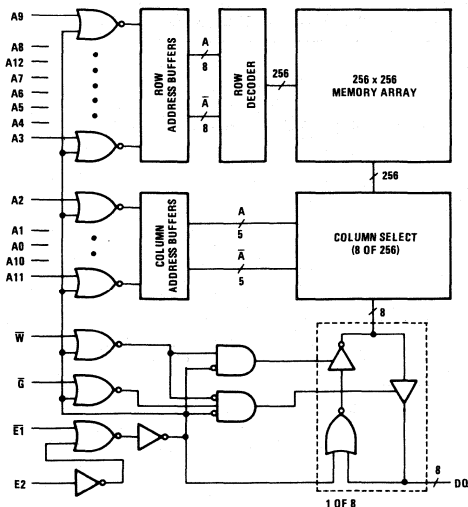 A9
A8
A12
A7
A6
A5
A4
A3
ROW
ADDRESS BUFFERS
A
8
A̅
8
ROW
DECODER
256
256 x 256
MEMORY ARRAY
256
A2
A1
A0
A10
A11
COLUMN
ADDRESS BUFFERS
A
5
A̅
5
COLUMN SELECT
(8 OF 256)
8
W̅
G̅
E̅1̅
E2
8
DQ
1 OF 8